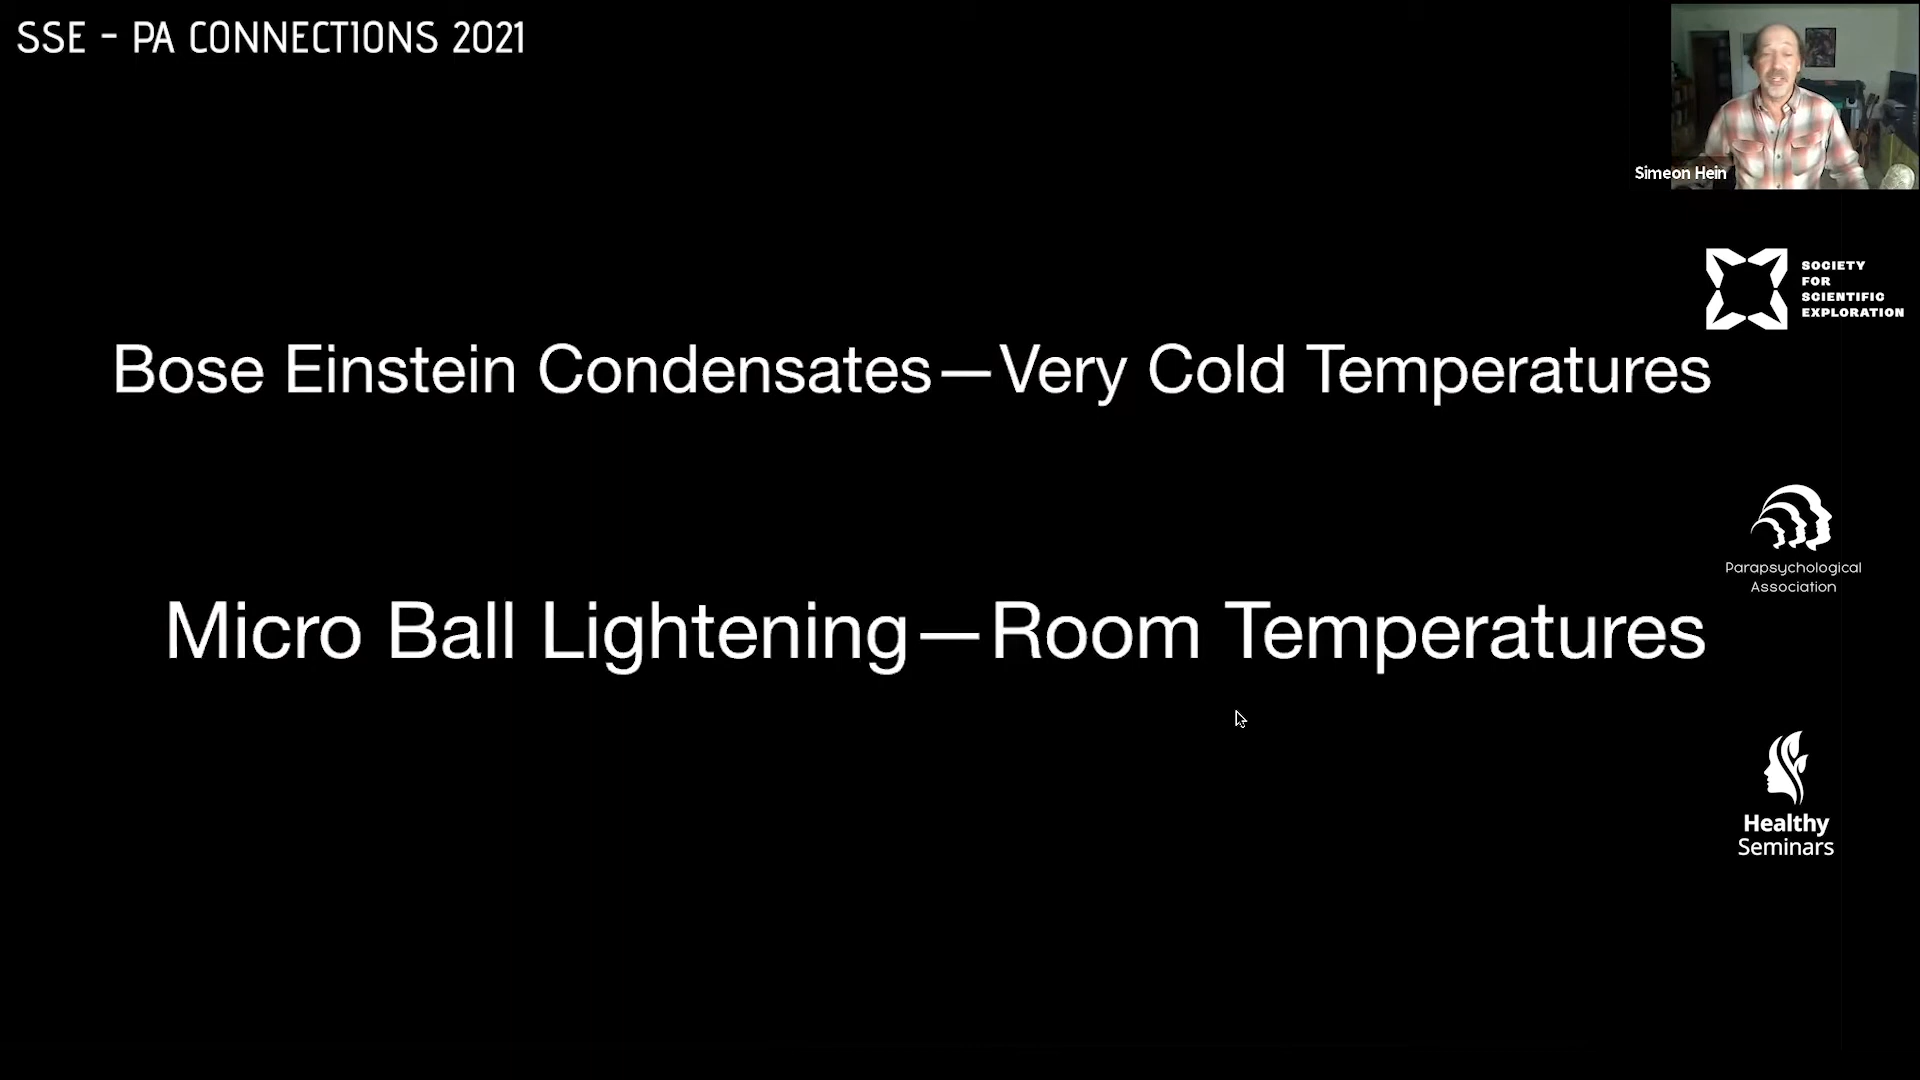 SSE - PA CONNECTIONS 2021
Simeon Hein
SOCIETY
FOR
SCIENTIFIC
EXPLORATION
Bose Einstein Condensates—Very Cold Temperatures
Parapsychological
Association
Micro Ball Lightening—Room Temperatures
Healthy
Seminars